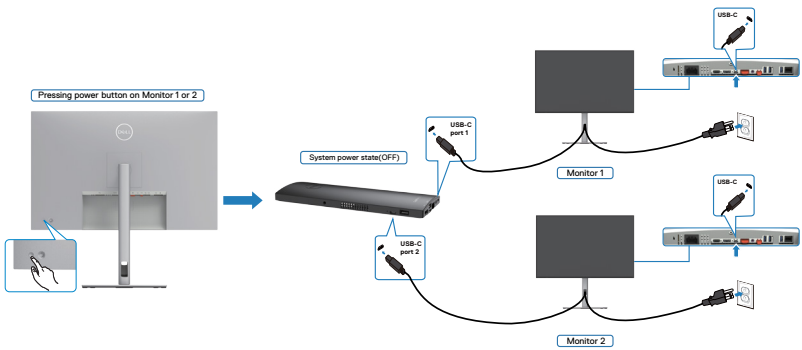 Pressing power button on Monitor 1 or 2
DELL
System power state(OFF)
USB-C
port 1
USB-C
port 2
USB-C
Monitor 1
USB-C
Monitor 2